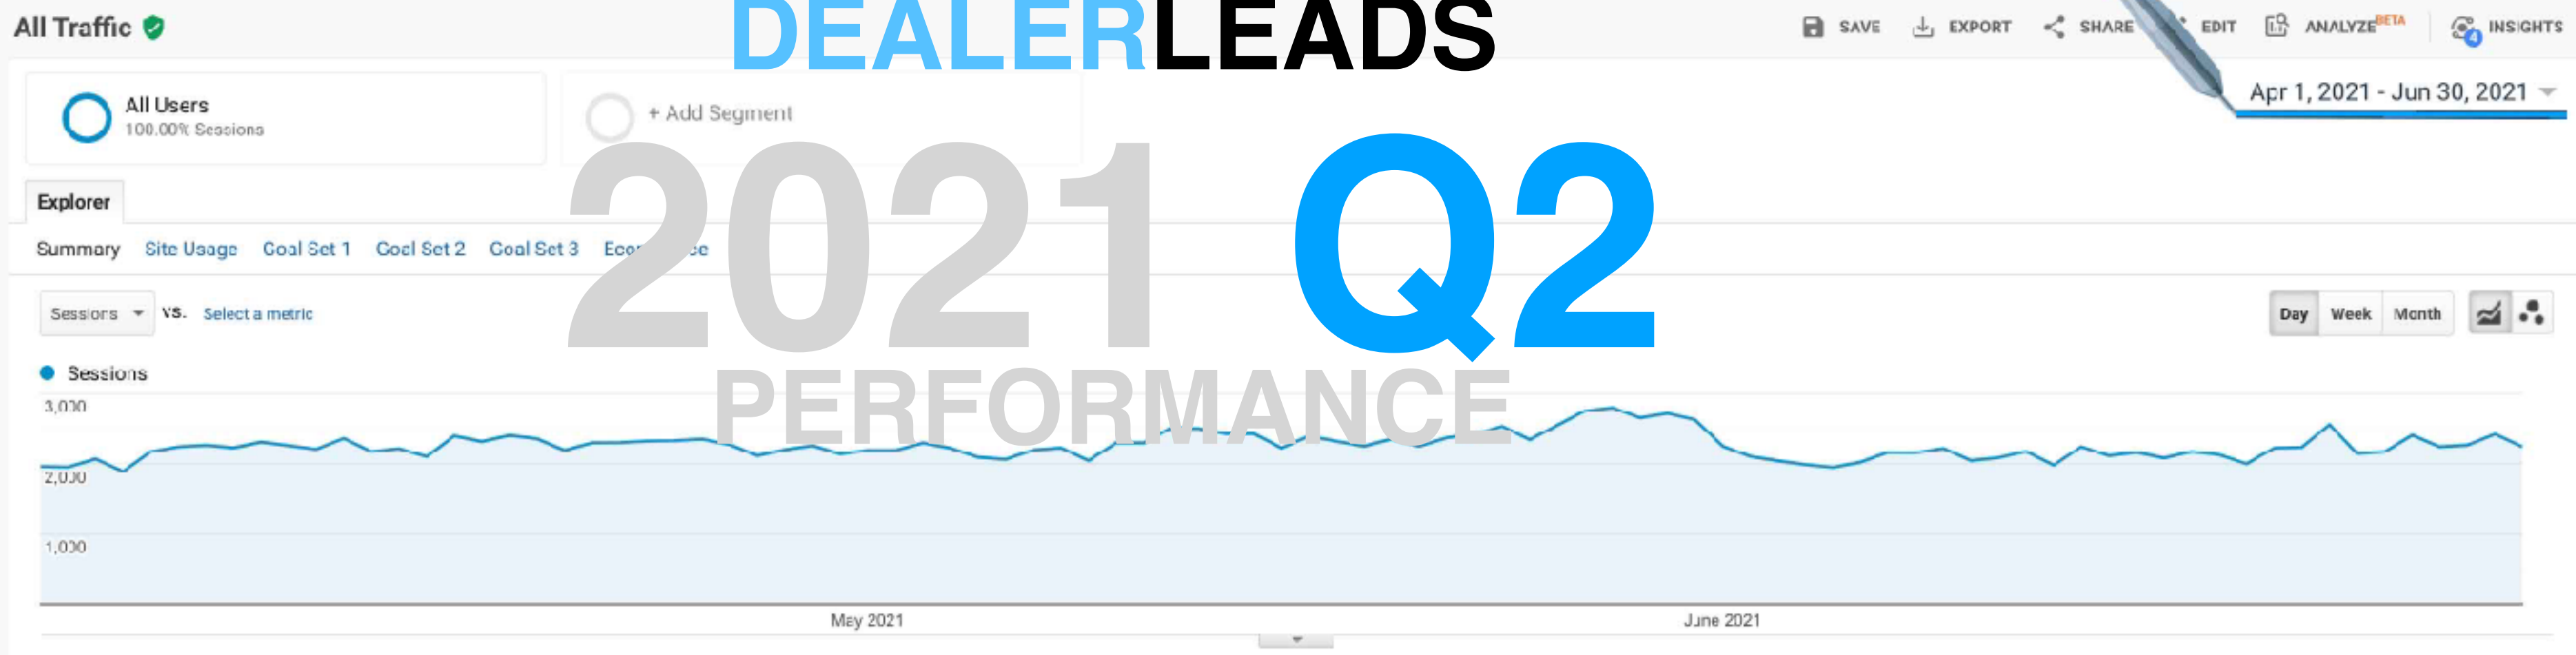 All Traffic
DEALERLEADS
SAVE EXPORT SHARE EDIT ANALYZE BETA 4 INSIGHTS
All Users
100.00% Sessions
+ Add Segment
Apr 1, 2021 - Jun 30, 2021
2021 Q2
Explorer
Summary Site Usage Goal Set 1 Goal Set 2 Goal Set 3
Sessions VS. Select a metric
Day Week Month
PERFORMANCE
Sessions
3,000
2,000
1,000
May 2021 June 2021